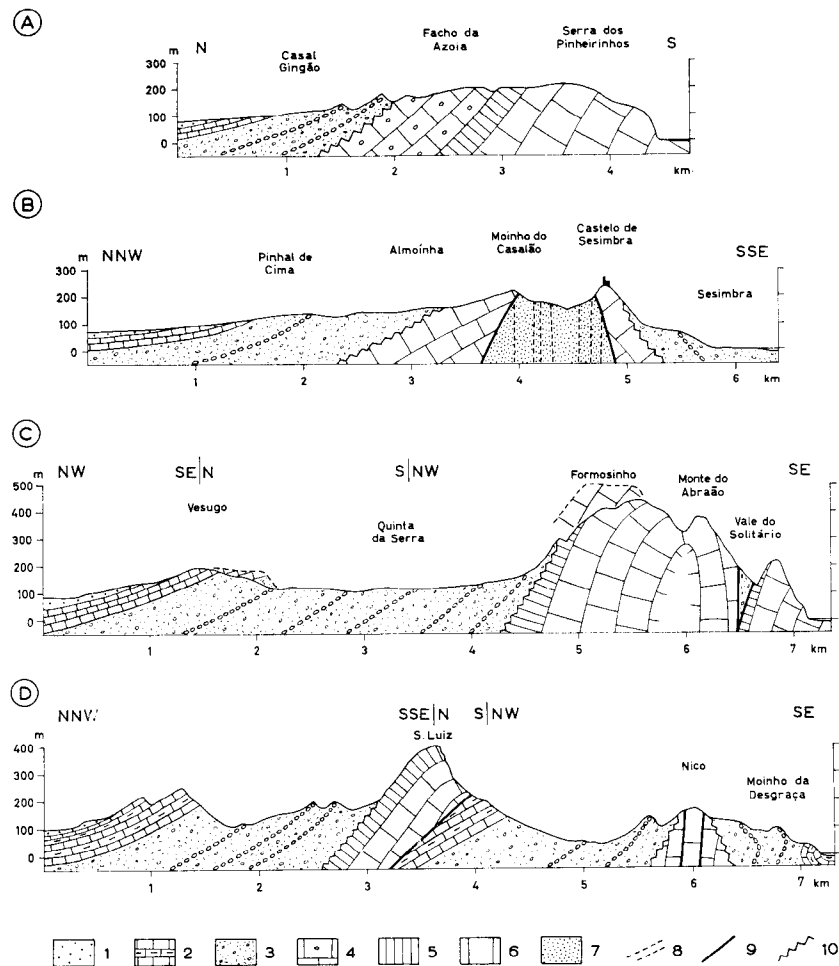 A
m N Casal Gingão Facho da Azoia Serra dos Pinheirinhos S
300
200
100
0
1 2 3 4 km
B
m NNW Pinhal de Cima Almoínha Moinho do Casalão Castelo de Sesimbra Sesimbra SSE
300
200
100
0
1 2 3 4 5 6 km
C
m NW SE|N Vesugo S|NW Quinta da Serra Formosinho Monte do Abraão Vale do Solitário SE
500
400
300
200
100
0
1 2 3 4 5 6 7 km
D
m SSE|N S. Luiz S|NW Nico Moinho da Desgraça SE
400
300
200
100
0
1 2 3 4 5 6 7 km
1 2 3 4 5 6 7 8 9 10